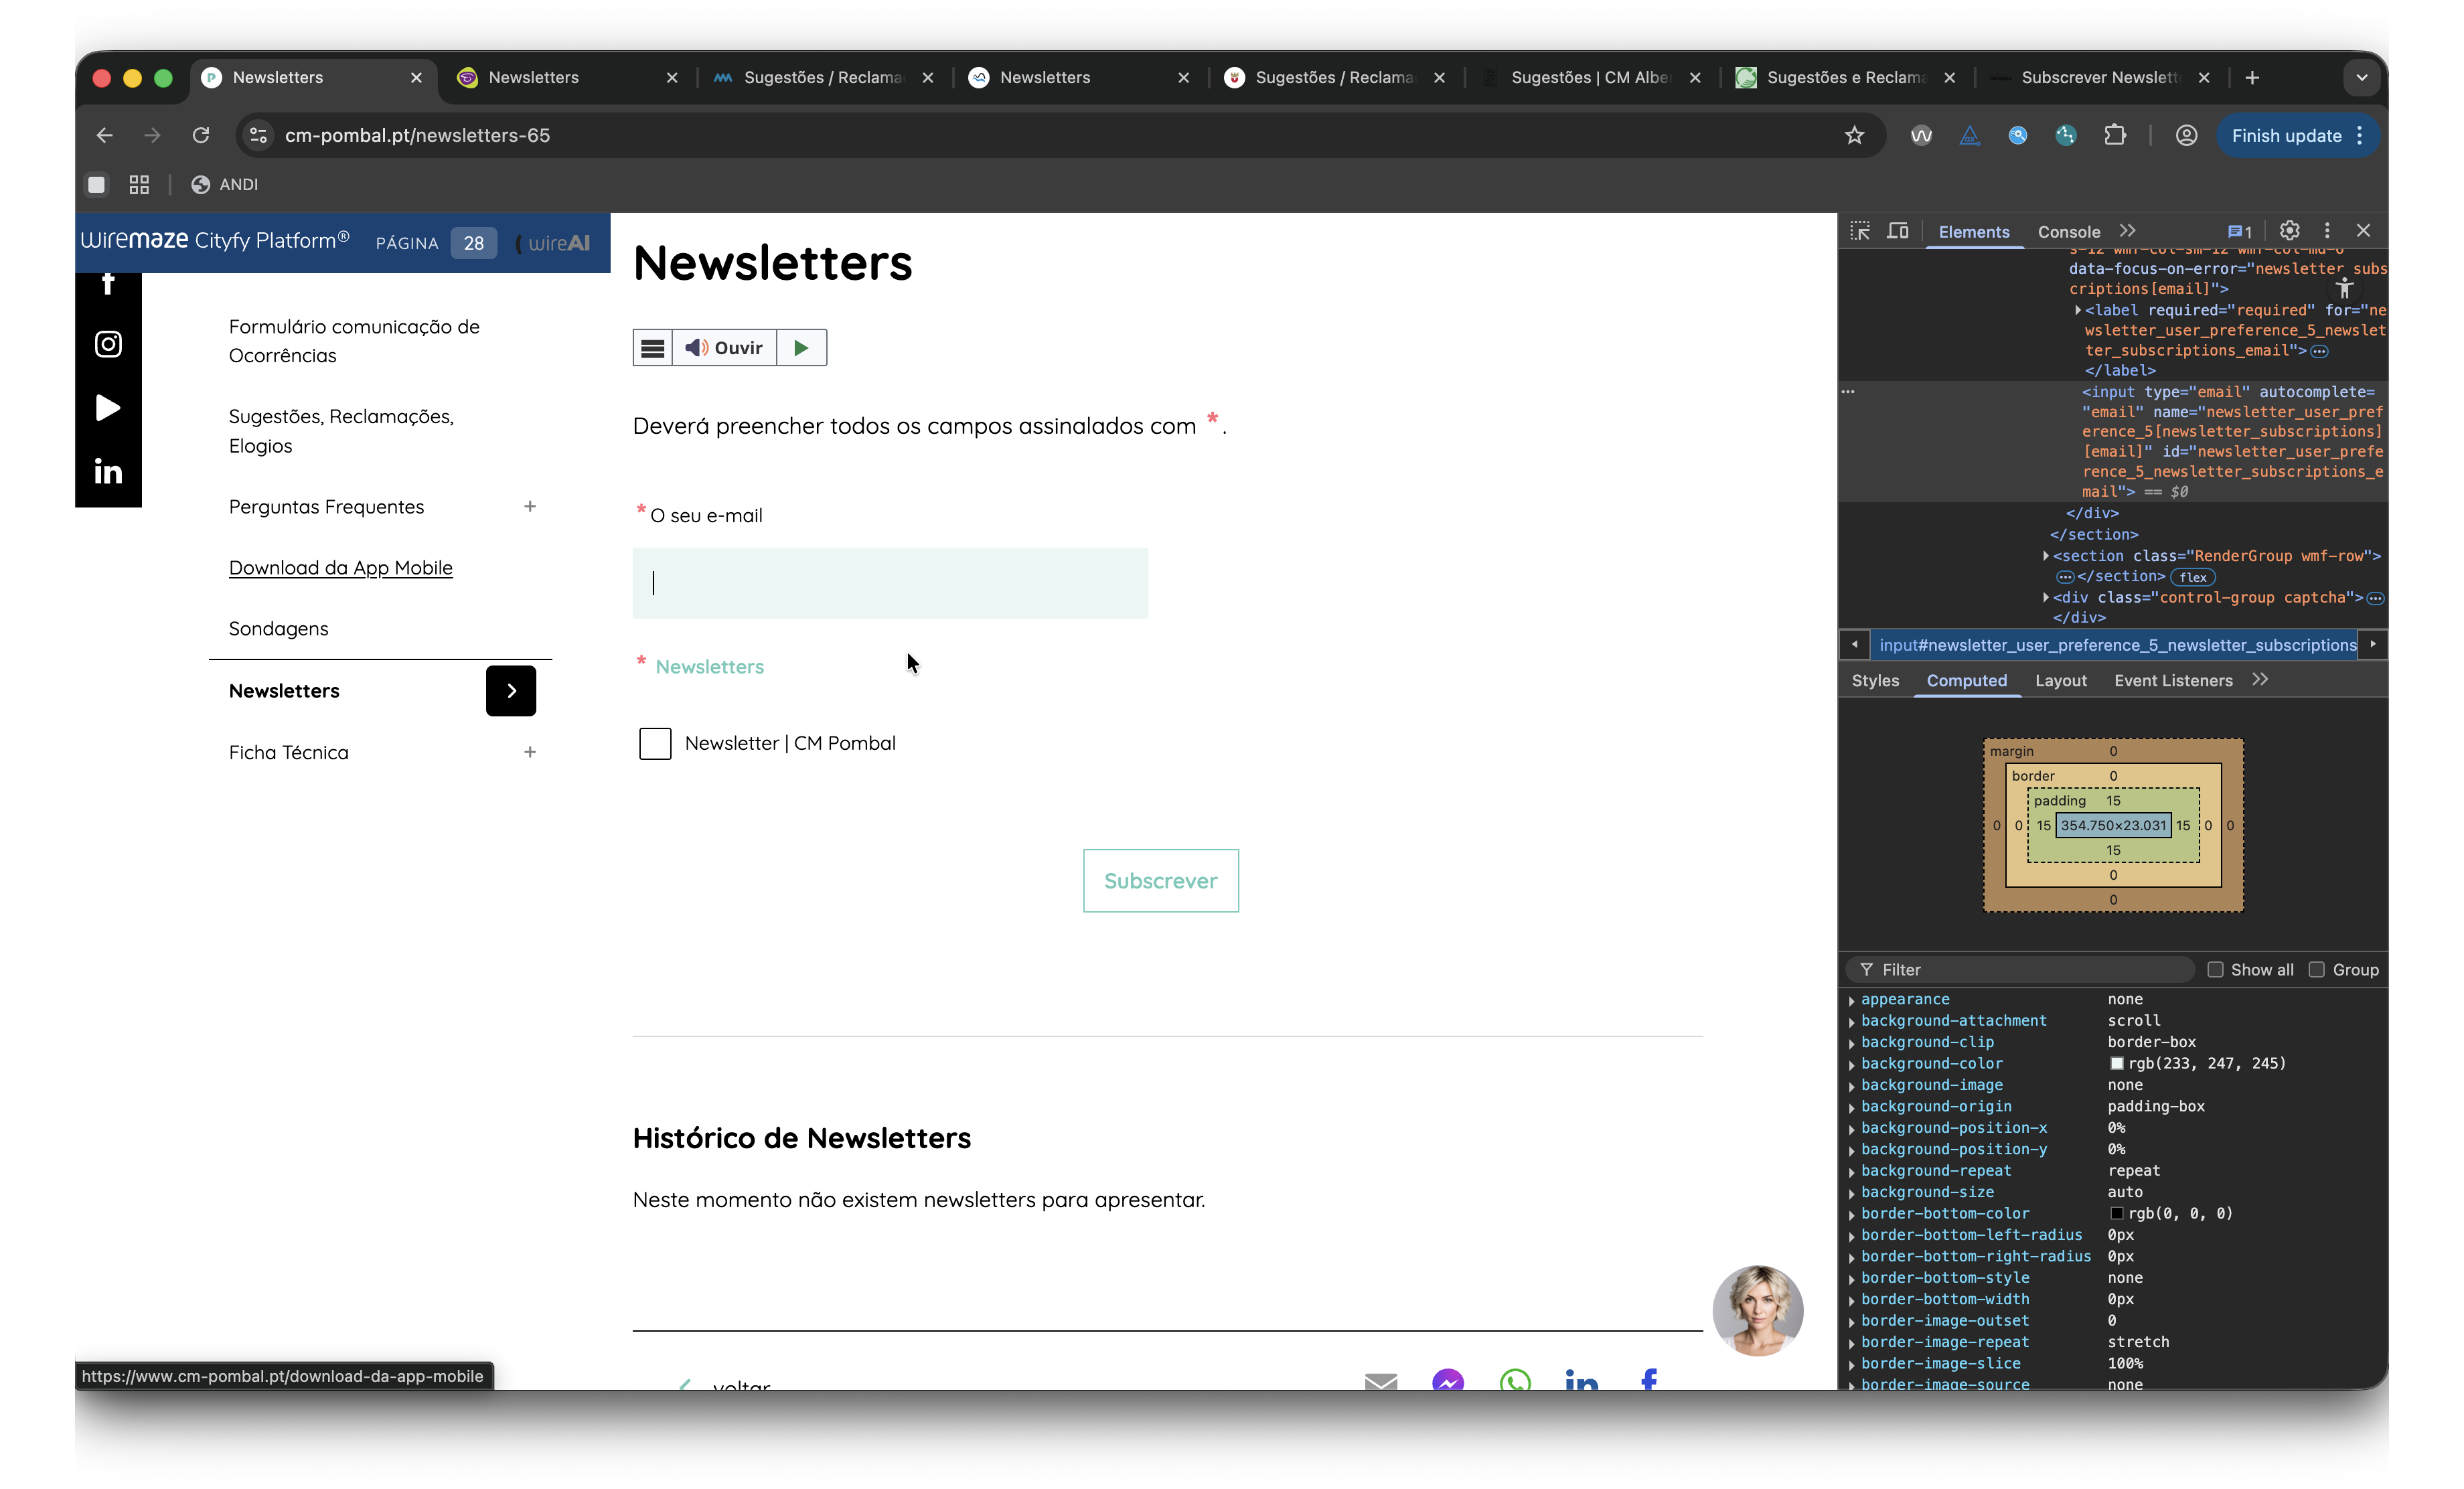 Newsletters
Newsletters
Sugestões / Reclama
Newsletters
Sugestões / Reclama
Sugestões | CM Alber
Sugestões e Reclama
Subscrever Newslett
cm-pombal.pt/newsletters-65
Finish update
ANDI
wiremaze Cityfy Platform®
PÁGINA
28
( wireAI
Formulário comunicação de
Ocorrências
Sugestões, Reclamações,
Elogios
Perguntas Frequentes
Download da App Mobile
Sondagens
Newsletters
Ficha Técnica
Newsletters
Ouvir
Deverá preencher todos os campos assinalados com *.
* O seu e-mail
* Newsletters
Newsletter | CM Pombal
Subscrever
Histórico de Newsletters
Neste momento não existem newsletters para apresentar.
voltar
https://www.cm-pombal.pt/download-da-app-mobile
Elements
Console
1
s-12 wmf-col-sm-12 wmf-col-md-6"
data-focus-on-error="newsletter_subs
criptions[email]">
<label required="required" for="ne
wsletter_user_preference_5_newslet
ter_subscriptions_email">
</label>
<input type="email" autocomplete=
"email" name="newsletter_user_pref
erence_5[newsletter_subscriptions]
[email]" id="newsletter_user_prefe
rence_5_newsletter_subscriptions_e
mail"> == $0
</div>
</section>
<section class="RenderGroup wmf-row">
</section> flex
<div class="control-group captcha">
</div>
input#newsletter_user_preference_5_newsletter_subscriptions
Styles
Computed
Layout
Event Listeners
margin 0
border 0
padding 15
0 0 15 354.750×23.031 15 0 0
15
0
0
Filter
Show all
Group
appearance none
background-attachment scroll
background-clip border-box
background-color rgb(233, 247, 245)
background-image none
background-origin padding-box
background-position-x 0%
background-position-y 0%
background-repeat repeat
background-size auto
border-bottom-color rgb(0, 0, 0)
border-bottom-left-radius 0px
border-bottom-right-radius 0px
border-bottom-style none
border-bottom-width 0px
border-image-outset 0
border-image-repeat stretch
border-image-slice 100%
border-image-source none